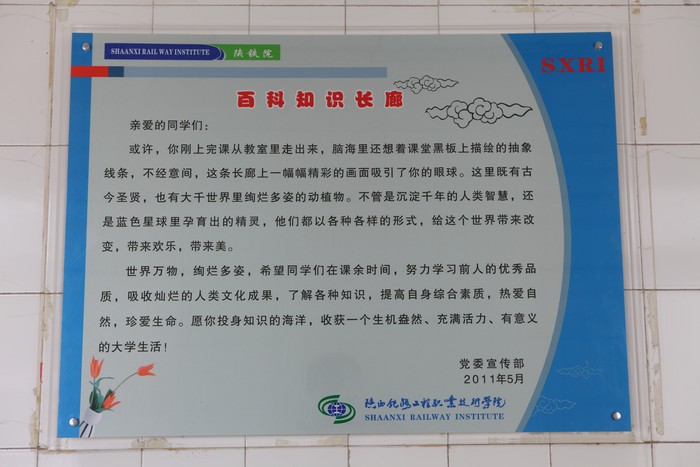 SHAANXI RAIL WAY INSTITUTE 陕铁院
SXRI
百科知识长廊
亲爱的同学们：
或许，你刚上完课从教室里走出来，脑海里还想着课堂黑板上描绘的抽象
线条，不经意间，这条长廊上一幅幅精彩的画面吸引了你的眼球。这里既有古
今圣贤，也有大千世界里绚烂多姿的动植物。不管是沉淀千年的人类智慧，还
是蓝色星球里孕育出的精灵，他们都以各种各样的形式，给这个世界带来改
变，带来欢乐，带来美。
世界万物，绚烂多姿，希望同学们在课余时间，努力学习前人的优秀品
质，吸收灿烂的人类文化成果，了解各种知识，提高自身综合素质，热爱自
然，珍爱生命。愿你投身知识的海洋，收获一个生机盎然、充满活力、有意义
的大学生活！
党委宣传部
2011年5月
陕西铁路工程职业技术学院
SHAANXI RAILWAY INSTITUTE